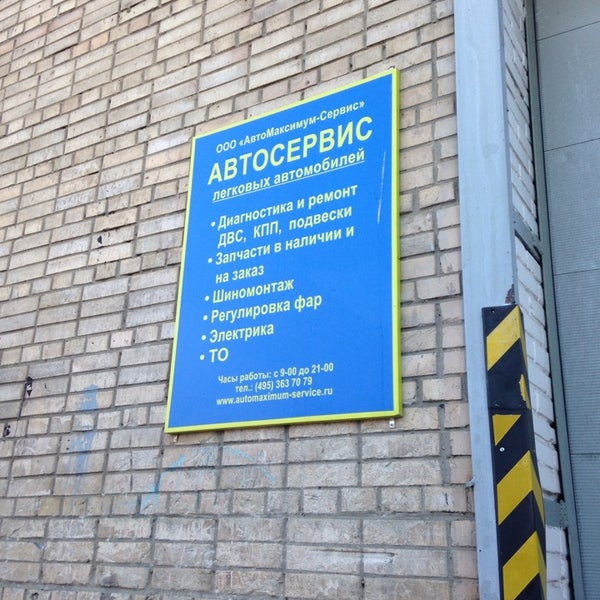 ООО «АвтоМаксимум-Сервис»
АВТОСЕРВИС
легковых автомобилей
• Диагностика и ремонт
ДВС, КПП, подвески
• Запчасти в наличии и
на заказ
• Шиномонтаж
• Регулировка фар
• Электрика
• ТО
Часы работы: с 9-00 до 21-00
тел.: (495) 363 70 79
www.automaximum-service.ru